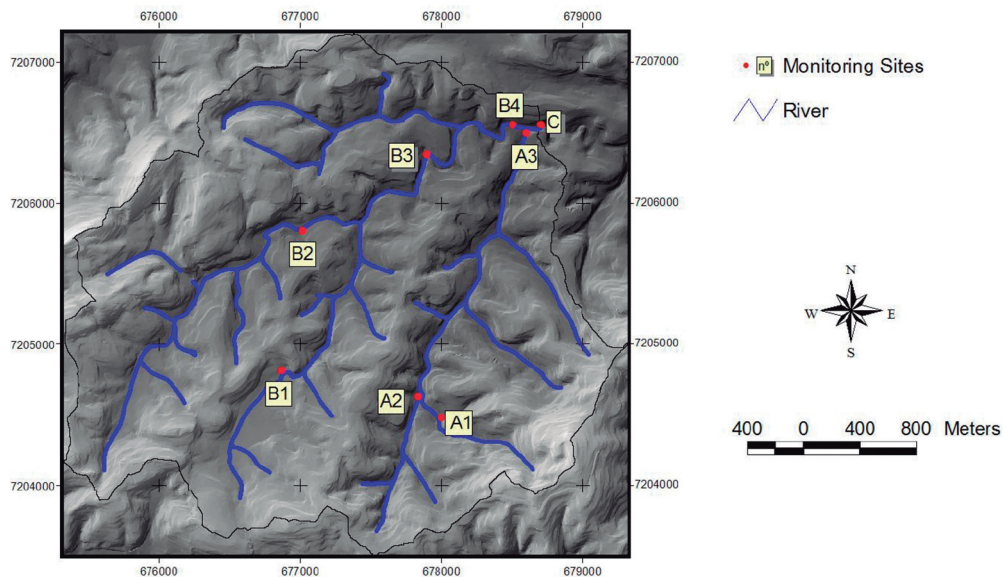 676000 677000 678000 679000
7207000 7207000
7206000 7206000
7205000 7205000
7204000 7204000
676000 677000 678000 679000
B4
C
A3
B3
B2
B1
A2
A1
nº Monitoring Sites
River
N
W E
S
400 0 400 800 Meters